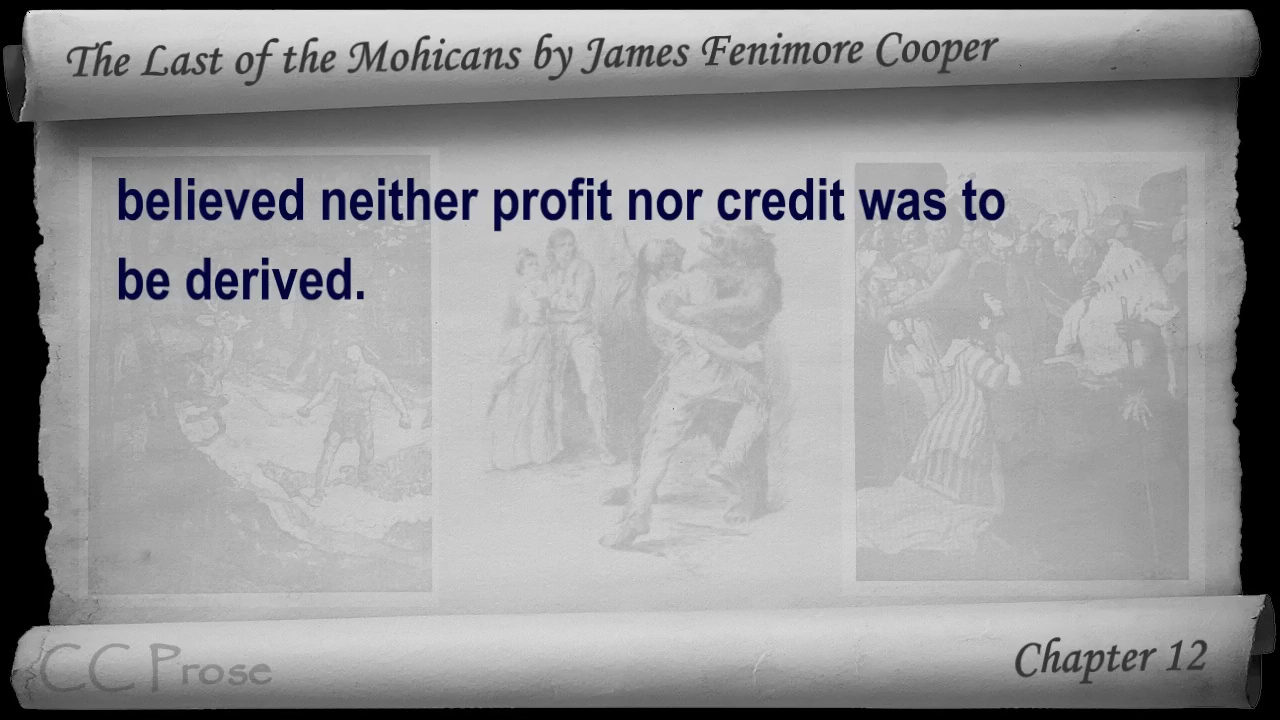 The Last of the Mohicans by James Fenimore Cooper
believed neither profit nor credit was to
be derived.
CC Prose
Chapter 12